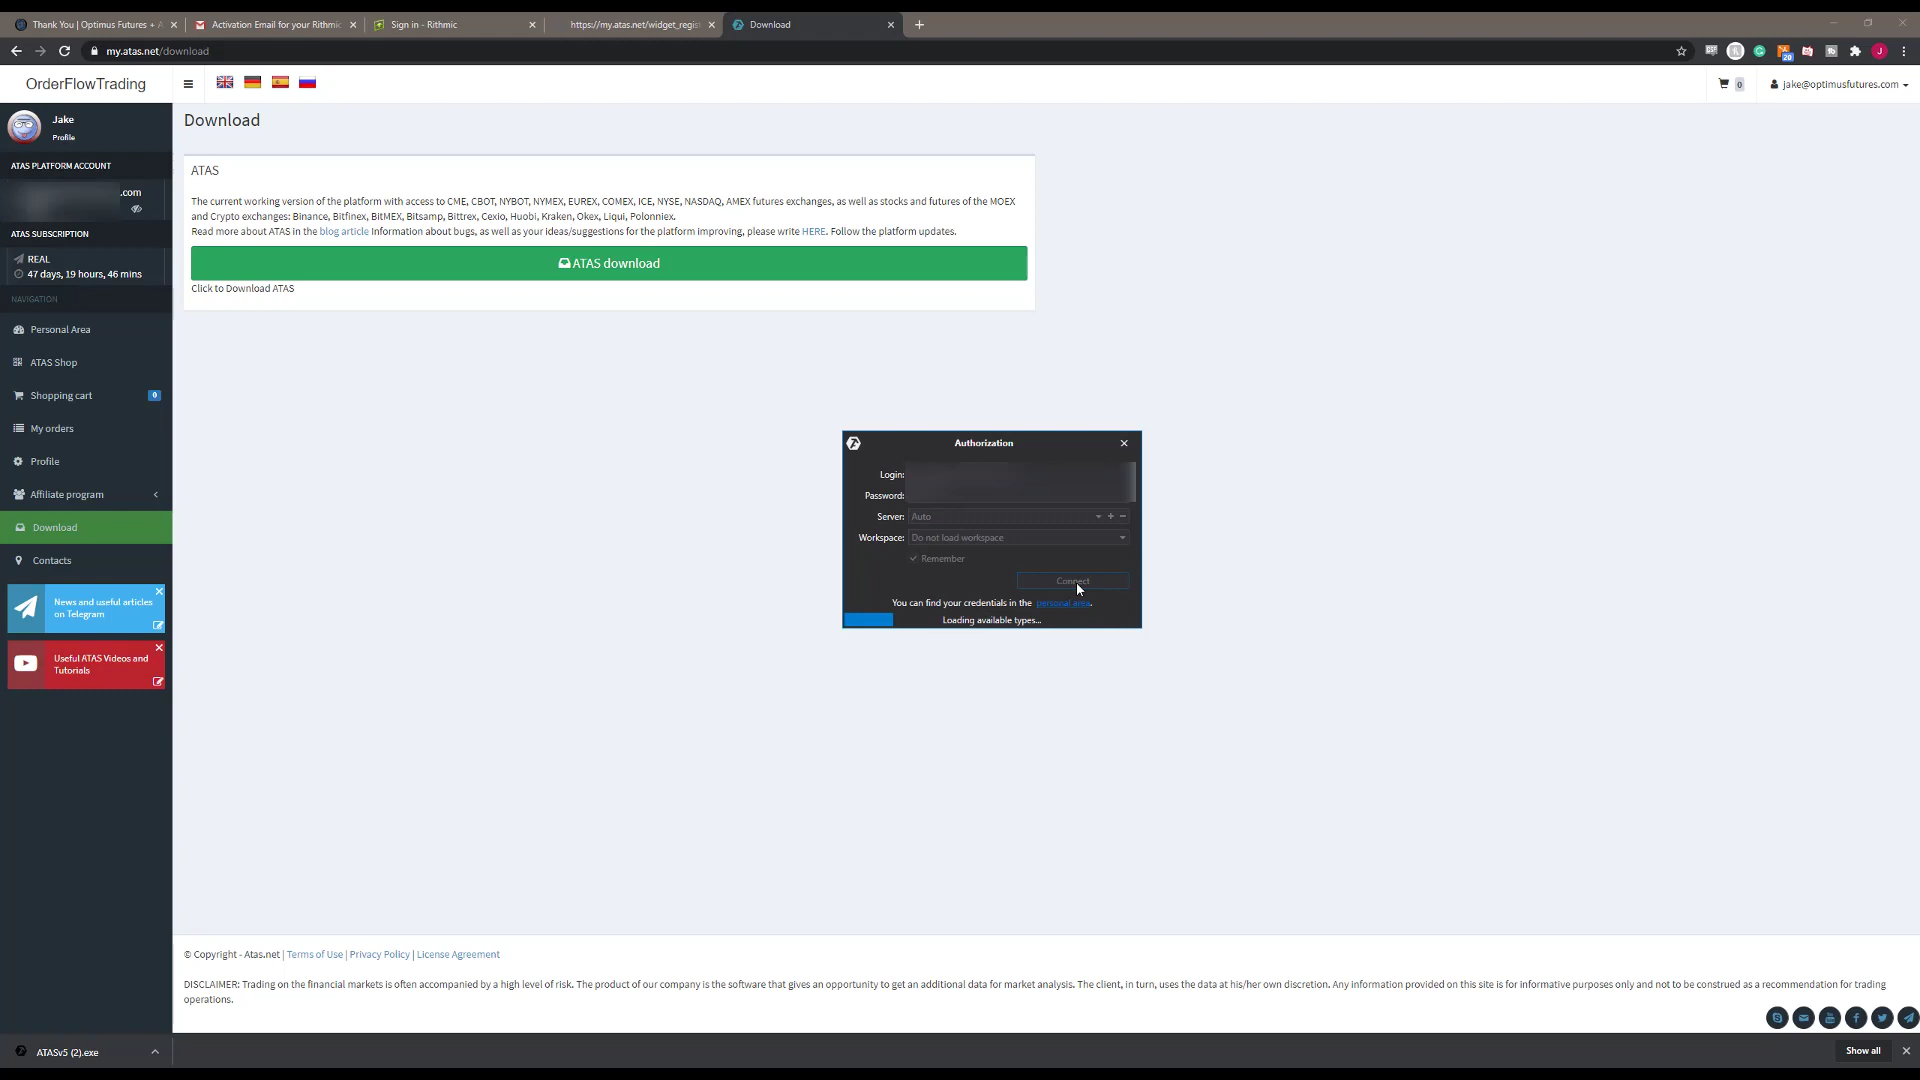 Thank You | Optimus Futures + A
Activation Email for your Rithmic
Sign in - Rithmic
https://my.atas.net/widget_regis
Download
my.atas.net/download
20
J
OrderFlowTrading
0
jake@optimusfutures.com
Jake
Profile
ATAS PLATFORM ACCOUNT
.com
ATAS SUBSCRIPTION
REAL
47 days, 19 hours, 46 mins
NAVIGATION
Personal Area
ATAS Shop
Shopping cart 0
My orders
Profile
Affiliate program
Download
Contacts
News and useful articles
on Telegram
Useful ATAS Videos and
Tutorials
Download
ATAS
The current working version of the platform with access to CME, CBOT, NYBOT, NYMEX, EUREX, COMEX, ICE, NYSE, NASDAQ, AMEX futures exchanges, as well as stocks and futures of the MOEX
and Crypto exchanges: Binance, Bitfinex, BitMEX, Bitsamp, Bittrex, Cexio, Huobi, Kraken, Okex, Liqui, Polonniex.
Read more about ATAS in the blog article Information about bugs, as well as your ideas/suggestions for the platform improving, please write HERE. Follow the platform updates.
ATAS download
Click to Download ATAS
Authorization
Login:
Password:
Server: Auto
Workspace: Do not load workspace
Remember
Connect
You can find your credentials in the personal area.
Loading available types...
© Copyright - Atas.net | Terms of Use | Privacy Policy | License Agreement
DISCLAIMER: Trading on the financial markets is often accompanied by a high level of risk. The product of our company is the software that gives an opportunity to get an additional data for market analysis. The client, in turn, uses the data at his/her own discretion. Any information provided on this site is for informative purposes only and not to be construed as a recommendation for trading
operations.
ATASv5 (2).exe
Show all